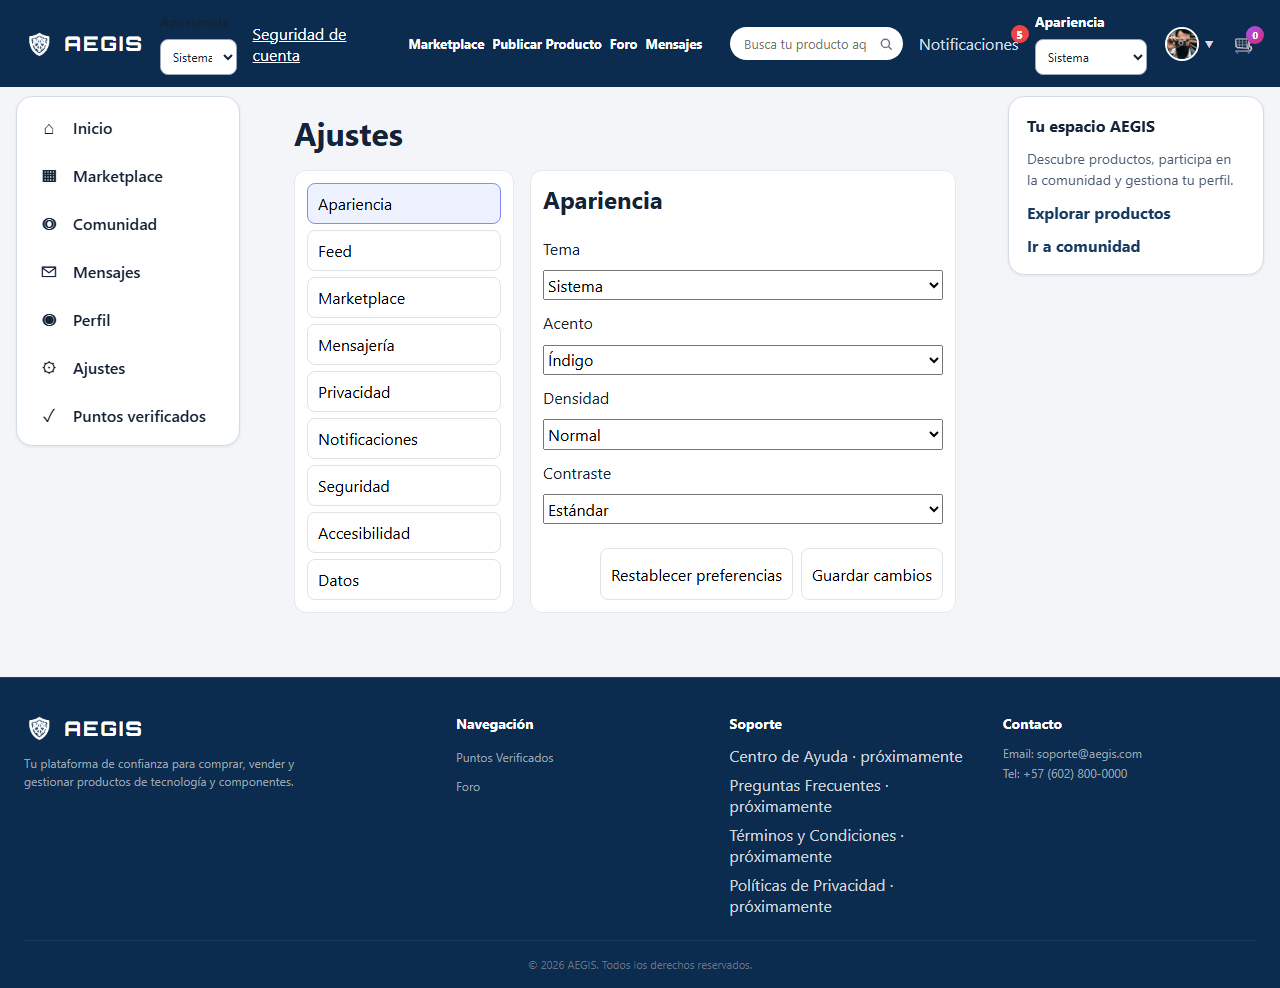 AEGIS
Apariencia
Sistema
Seguridad de
cuenta
Marketplace
Publicar Producto
Foro
Mensajes
Busca tu producto aq
Notificaciones
5
Apariencia
Sistema
▼
0
Inicio
Marketplace
Comunidad
Mensajes
Perfil
Ajustes
Puntos verificados
Ajustes
Apariencia
Feed
Marketplace
Mensajería
Privacidad
Notificaciones
Seguridad
Accesibilidad
Datos
Apariencia
Tema
Sistema
Acento
Índigo
Densidad
Normal
Contraste
Estándar
Restablecer preferencias
Guardar cambios
Tu espacio AEGIS
Descubre productos, participa en
la comunidad y gestiona tu perfil.
Explorar productos
Ir a comunidad
AEGIS
Tu plataforma de confianza para comprar, vender y
gestionar productos de tecnología y componentes.
Navegación
Puntos Verificados
Foro
Soporte
Centro de Ayuda · próximamente
Preguntas Frecuentes ·
próximamente
Términos y Condiciones ·
próximamente
Políticas de Privacidad ·
próximamente
Contacto
Email: soporte@aegis.com
Tel: +57 (602) 800-0000
© 2026 AEGIS. Todos los derechos reservados.